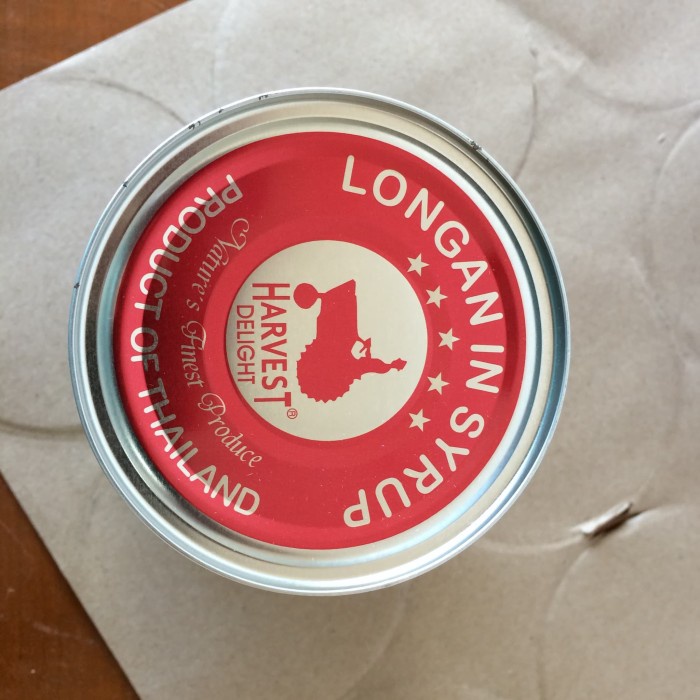 LONGAN IN SYRUP
HARVEST®
DELIGHT
Nature's Finest Produce
PRODUCT OF THAILAND